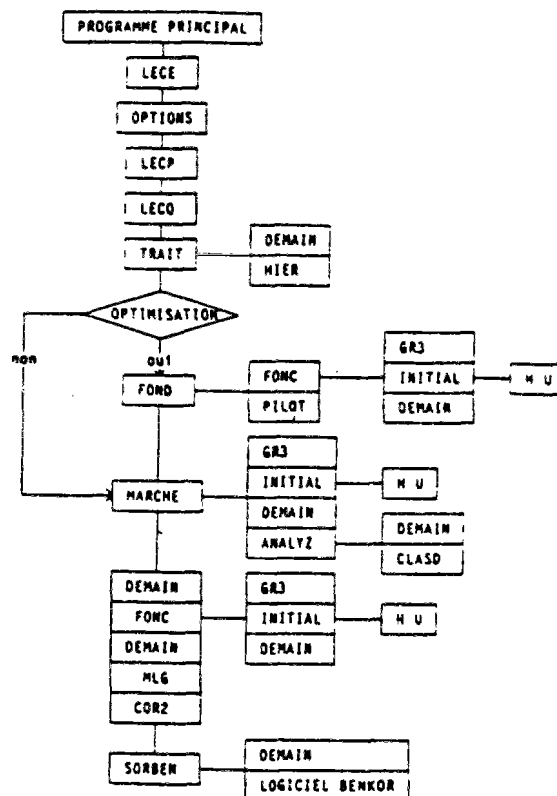 PROGRAMME PRINCIPAL
LECE
OPTIONS
LECP
LECQ
TRAIT
DEMAIN
HIER
OPTIMISATION
non
oui
FOND
FONC
PILOT
GR3
INITIAL
DEMAIN
H U
MARCHE
GR3
INITIAL
DEMAIN
ANALYZ
H U
DEMAIN
CLASD
DEMAIN
FONC
DEMAIN
MLG
COR2
GR3
INITIAL
DEMAIN
H U
SORBEN
DEMAIN
LOGICIEL BENKOR